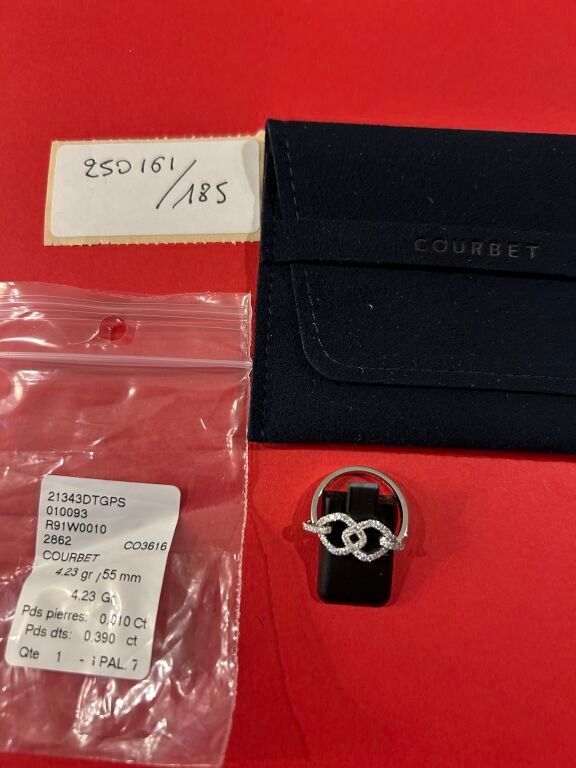 250161/185
COURBET
21343DTGPS
010093
R91W0010
2862 CO3616
COURBET
4.23 gr / 55 mm
4.23 Gr
Pds pierres: 0.010 Ct
Pds dts: 0.390 ct
Qte 1 - 1 PAL. 7